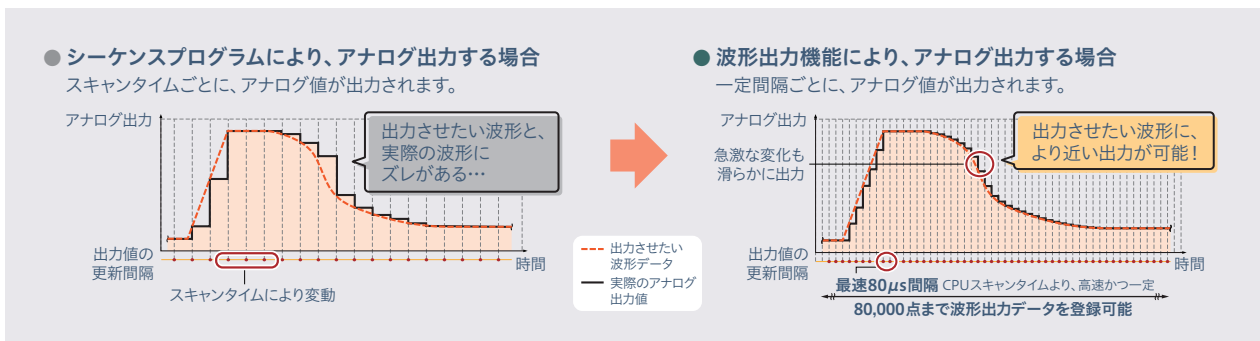 シーケンスプログラムにより、アナログ出力する場合
スキャンタイムごとに、アナログ値が出力されます。
アナログ出力
出力させたい波形と、
実際の波形に
ズレがある…
出力値の
更新間隔
時間
スキャンタイムにより変動
出力させたい
波形データ
実際のアナログ
出力値
波形出力機能により、アナログ出力する場合
一定間隔ごとに、アナログ値が出力されます。
アナログ出力
急激な変化も
滑らかに出力
出力させたい波形に、
より近い出力が可能！
出力値の
更新間隔
時間
最速80μs間隔 CPUスキャンタイムより、高速かつ一定
80,000点まで波形出力データを登録可能